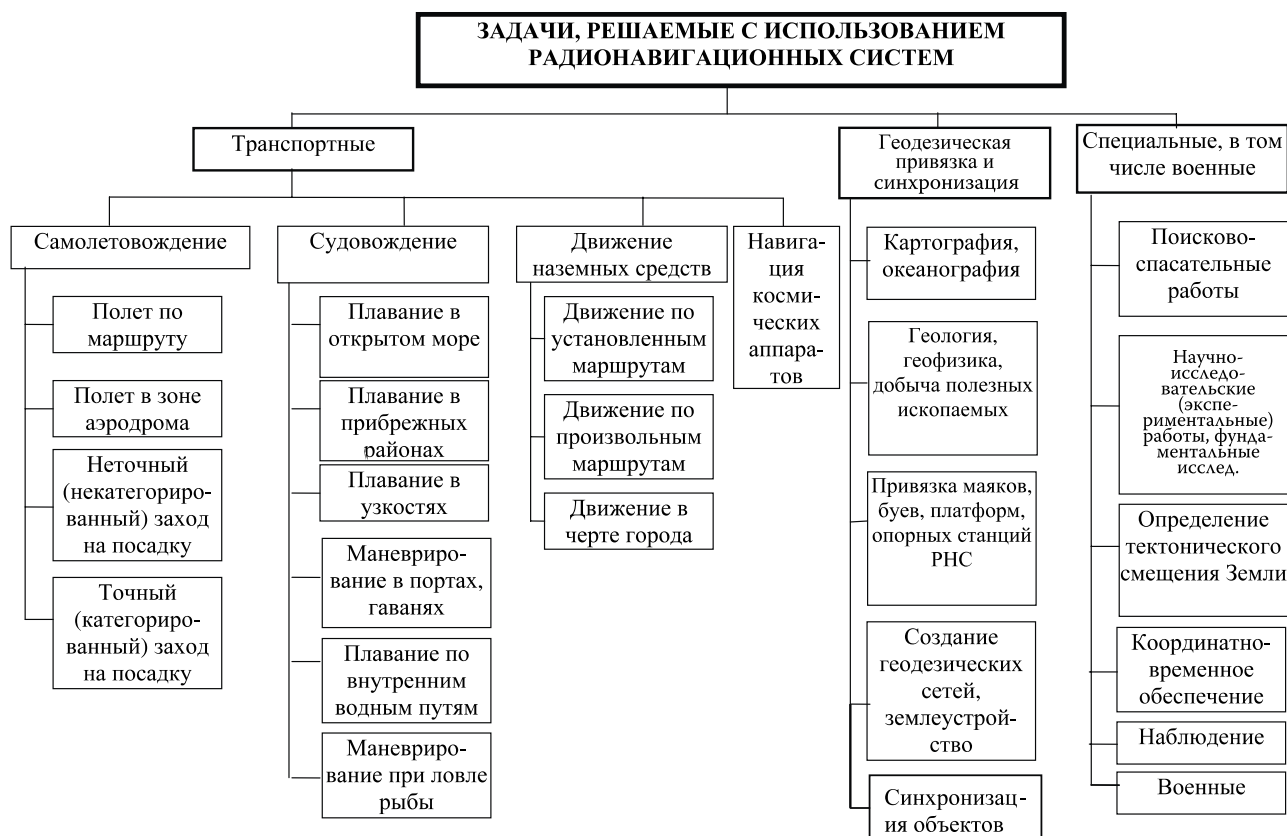 ЗАДАЧИ, РЕШАЕМЫЕ С ИСПОЛЬЗОВАНИЕМ
РАДИОНАВИГАЦИОННЫХ СИСТЕМ
Транспортные
Геодезическая
привязка и
синхронизация
Специальные, в том
числе военные
Самолетовождение
Полет по
маршруту
Полет в зоне
аэродрома
Неточный
(некатегориро-
ванный) заход
на посадку
Точный
(категориро-
ванный) заход
на посадку
Судовождение
Плавание в
открытом море
Плавание в
прибрежных
районах
Плавание в
узкостях
Маневриро-
вание в портах,
гаванях
Плавание по
внутренним
водным путям
Маневриро-
вание при ловле
рыбы
Движение
наземных средств
Движение по
установленным
маршрутам
Движение по
произвольным
маршрутам
Движение в
черте города
Навига-
ция
косми-
ческих
аппара-
тов
Картография,
океанография
Геология,
геофизика,
добыча полезных
ископаемых
Привязка маяков,
буев, платформ,
опорных станций
РНС
Создание
геодезических
сетей,
землеустрой-
ство
Синхронизац-
ия объектов
Поисково-
спасательные
работы
Научно-
исследо-
вательские
(экспе-
риментальные)
работы, фунда-
ментальные
исслед.
Определение
тектонического
смещения Земли
Координатно-
временное
обеспечение
Наблюдение
Военные